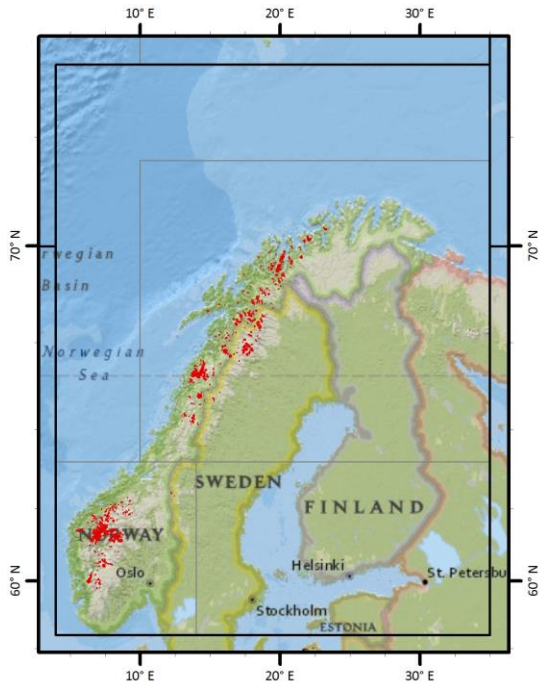 10° E 20° E 30° E
70° N 70° N
rwegian
Basin
Norwegian
Sea
SWEDEN
FINLAND
NORWAY
Oslo
Helsinki
St. Petersbu
60° N 60° N
Stockholm
ESTONIA
10° E 20° E 30° E